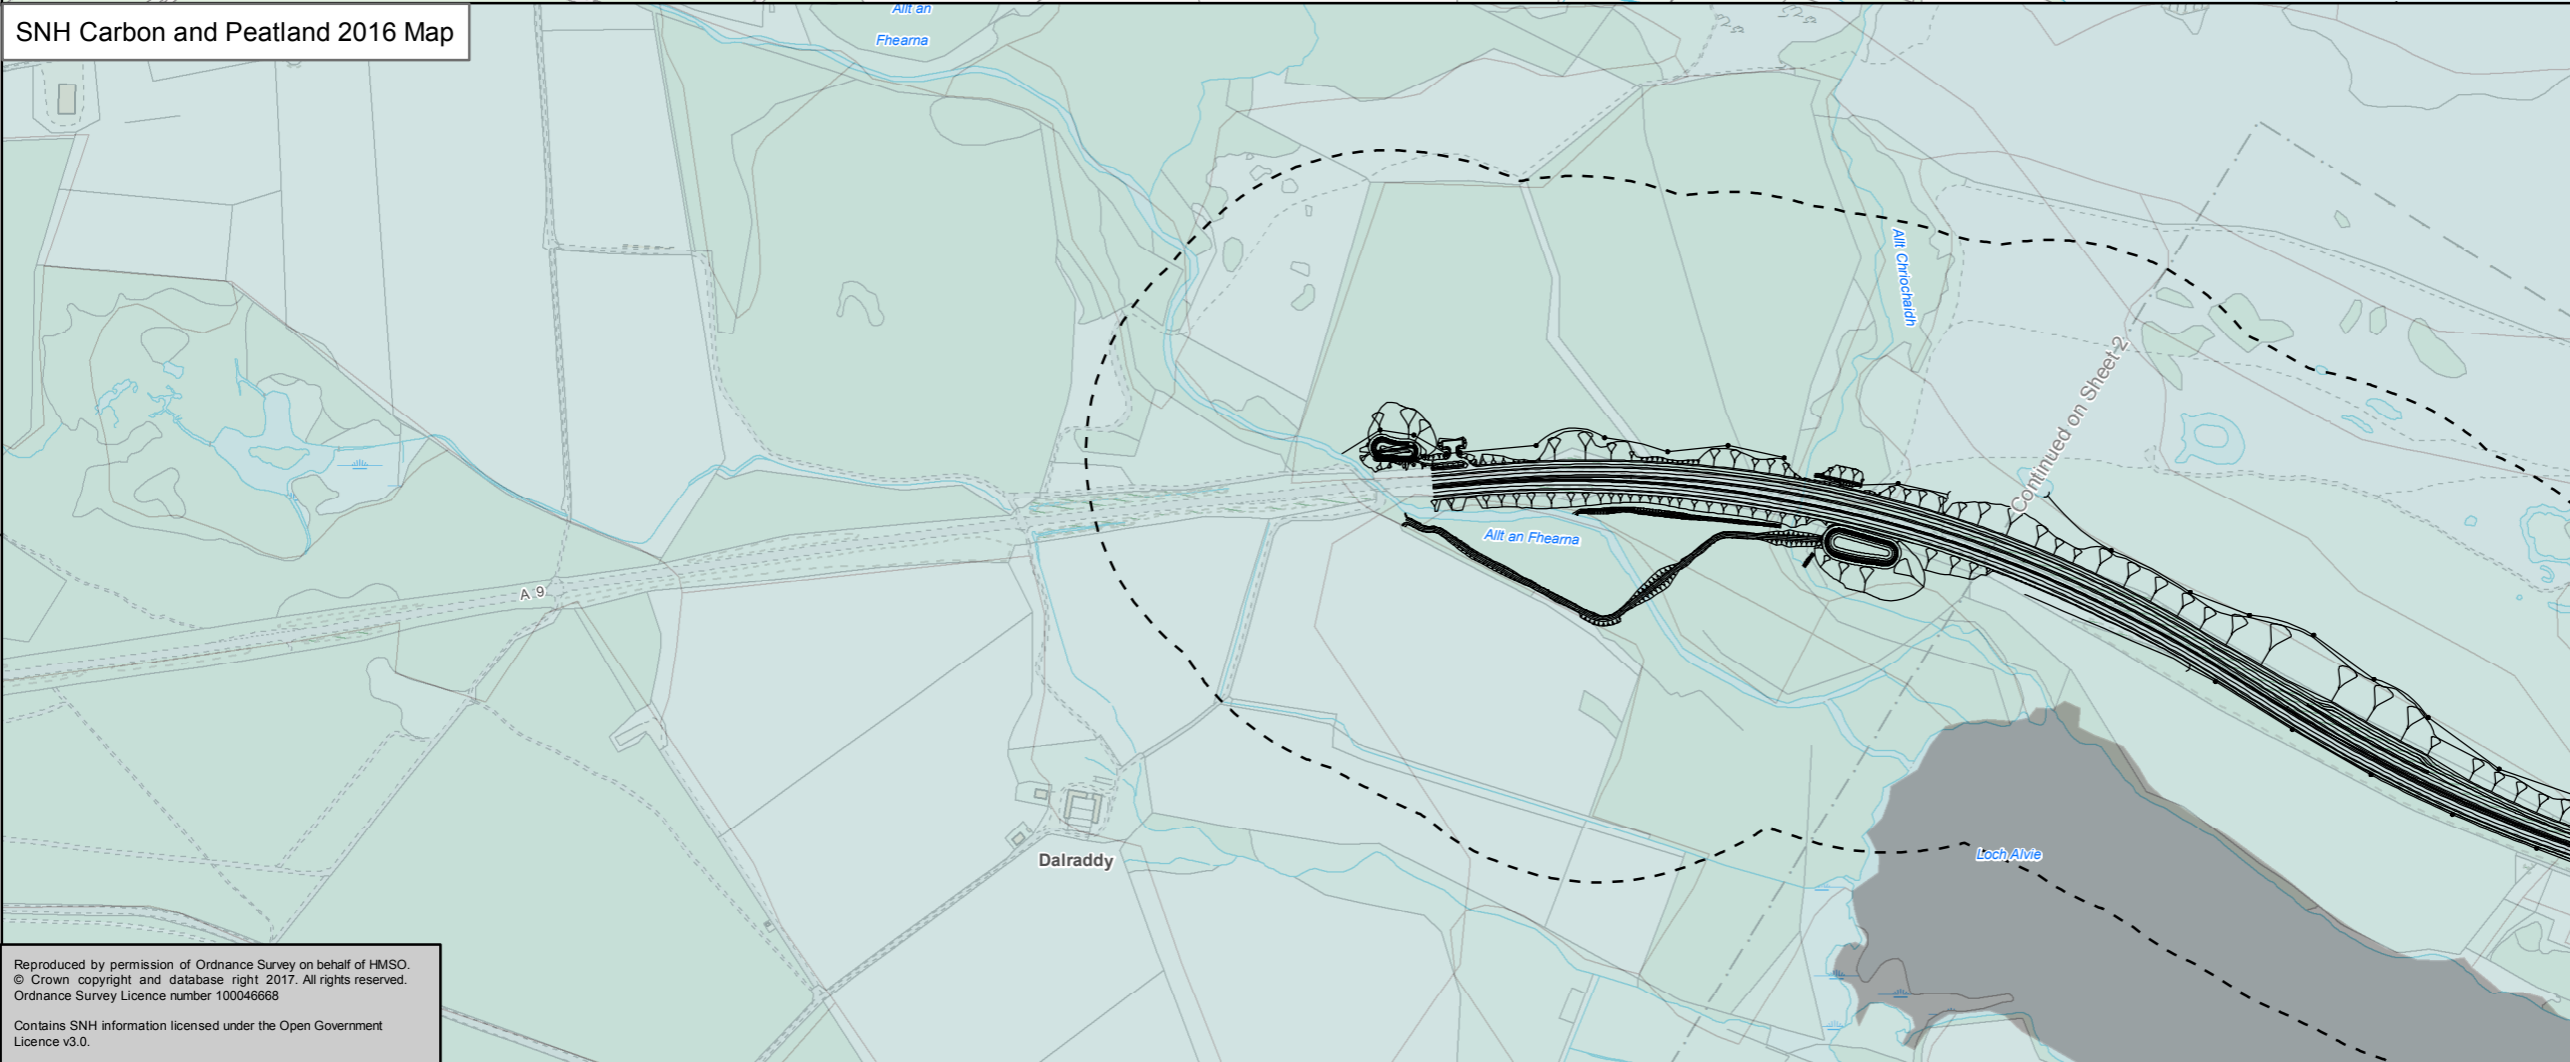 SNH Carbon and Peatland 2016 Map
Allt an
Fhearna
Allt Chriochaidh
Continued on Sheet 2
A 9
Allt an Fhearna
Dalraddy
Loch Alvie
Reproduced by permission of Ordnance Survey on behalf of HMSO.
© Crown copyright and database right 2017. All rights reserved.
Ordnance Survey Licence number 100046668
Contains SNH information licensed under the Open Government
Licence v3.0.